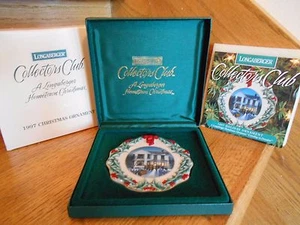 LONGABERGER
Collectors Club
A Longaberger
Hometown Christmas
1997 CHRISTMAS ORNAMENT
Collectors Club
A Longaberger
Hometown Christmas
LONGABERGER
Collectors Club